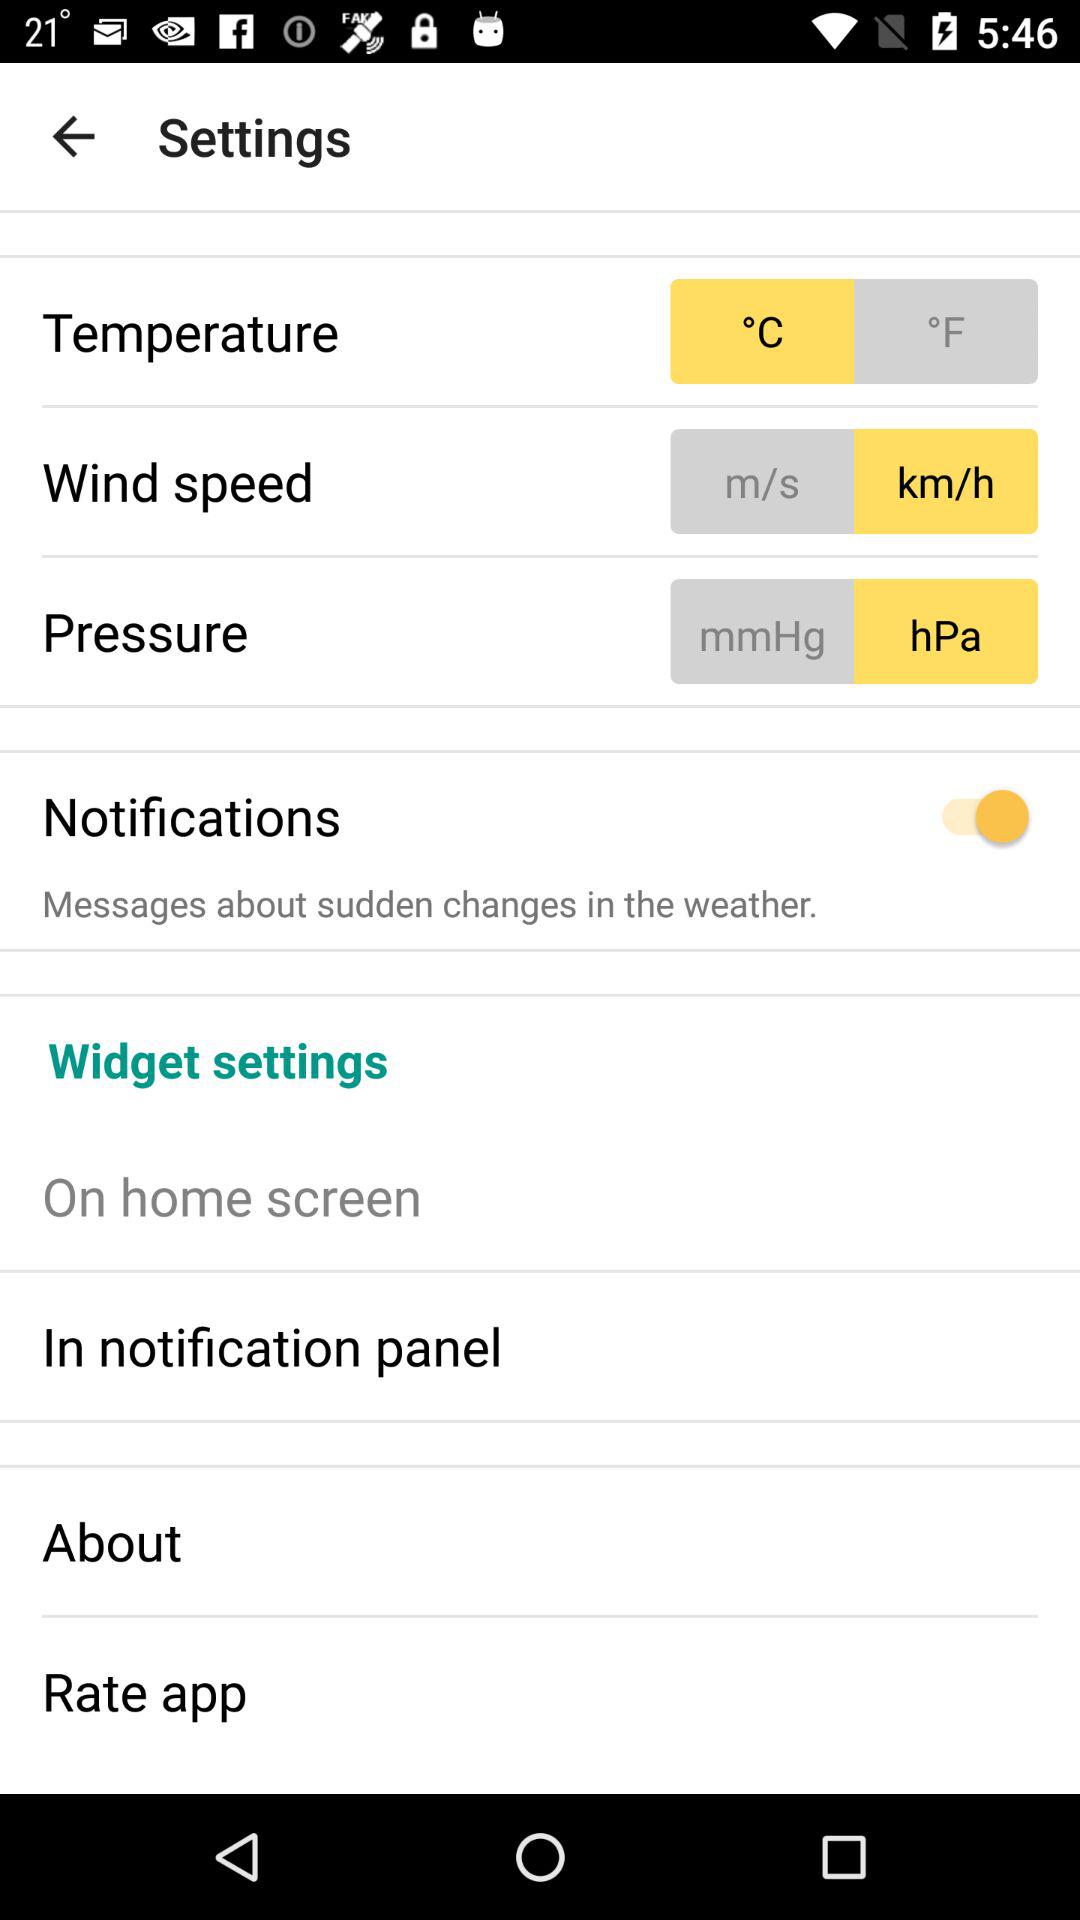 21° FAKE 5:46
Settings
Temperature °C °F
Wind speed m/s km/h
Pressure mmHg hPa
Notifications
Messages about sudden changes in the weather.
Widget settings
On home screen
In notification panel
About
Rate app